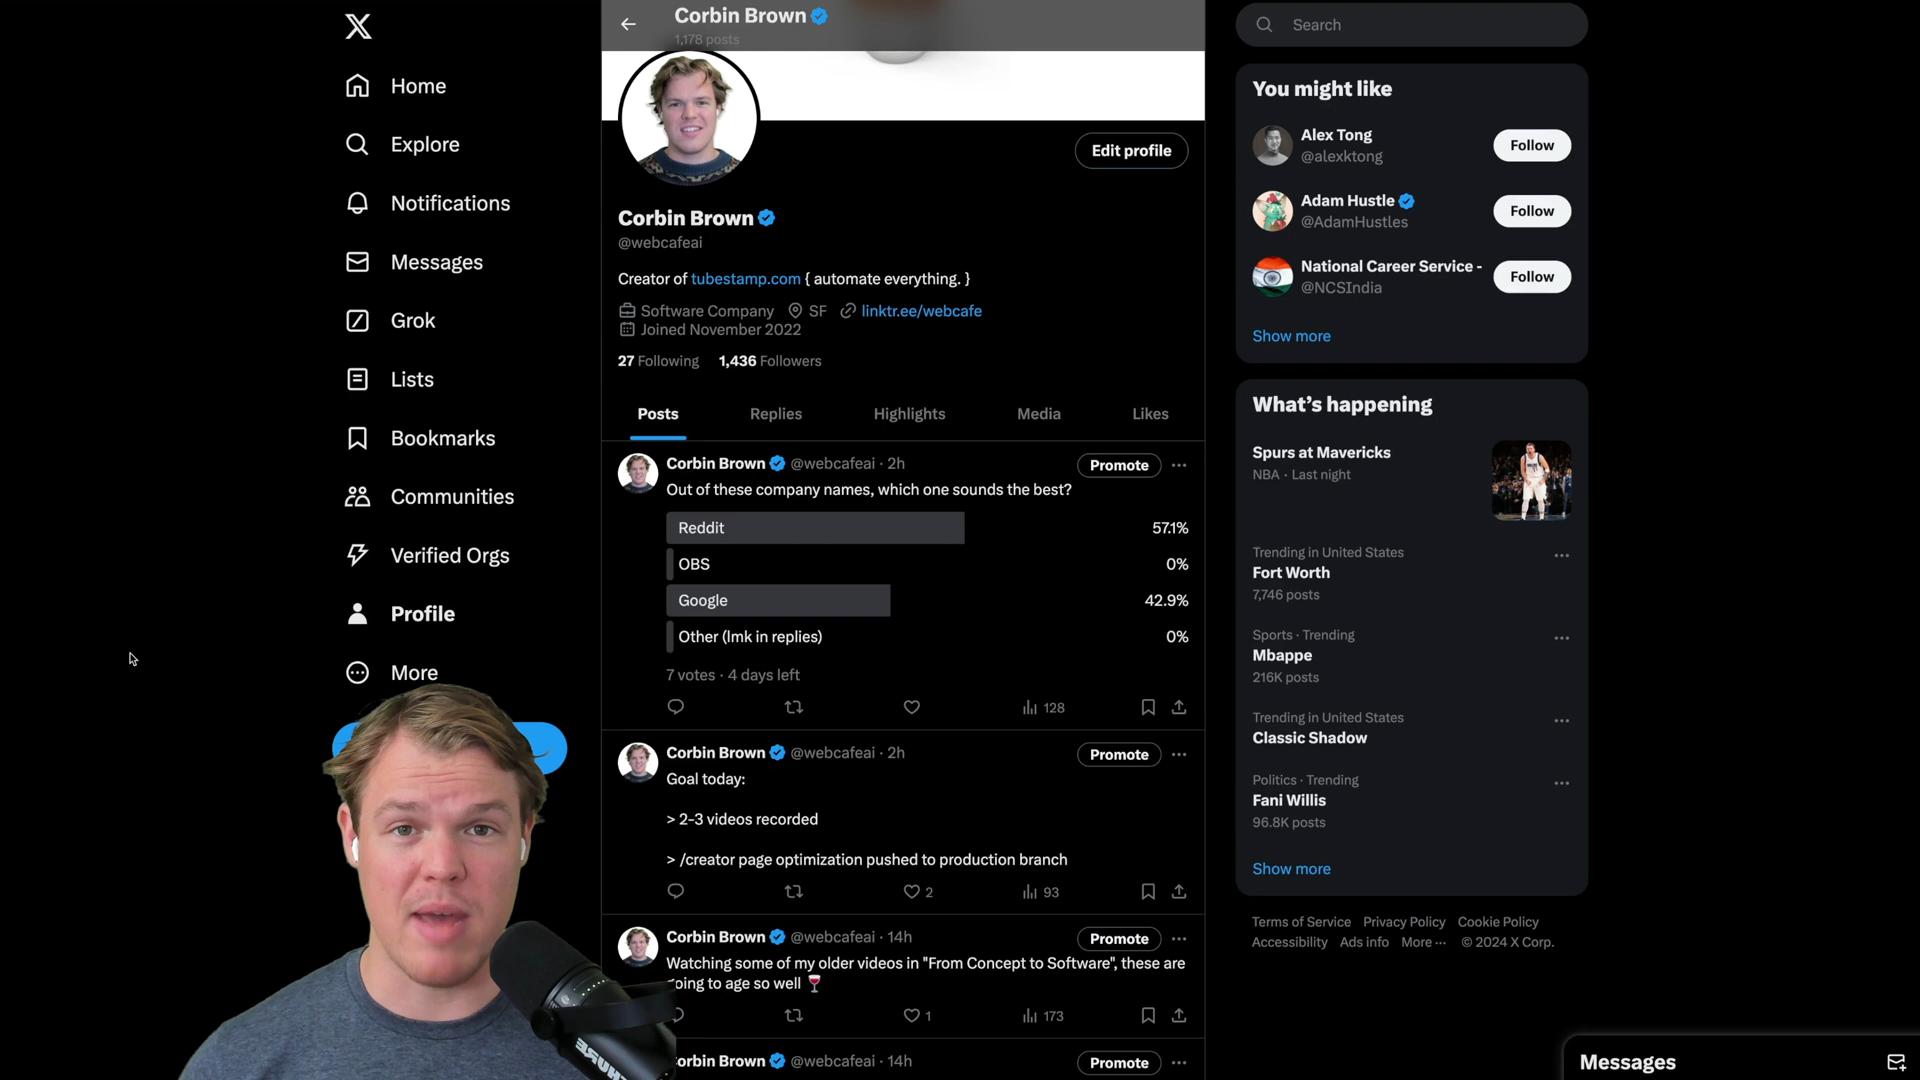 X
Home
Explore
Notifications
Messages
Grok
Lists
Bookmarks
Communities
Verified Orgs
Profile
More
Corbin Brown
1,178 posts
Edit profile
Corbin Brown
@webcafeai
Creator of tubestamp.com { automate everything. }
Software Company SF linktr.ee/webcafe
Joined November 2022
27 Following 1,436 Followers
Posts Replies Highlights Media Likes
Corbin Brown @webcafeai · 2h Promote ···
Out of these company names, which one sounds the best?
Reddit 57.1%
OBS 0%
Google 42.9%
Other (lmk in replies) 0%
7 votes · 4 days left
128
Corbin Brown @webcafeai · 2h Promote ···
Goal today:
> 2-3 videos recorded
> /creator page optimization pushed to production branch
2 93
Corbin Brown @webcafeai · 14h Promote ···
Watching some of my older videos in "From Concept to Software", these are
going to age so well 🍷
1 173
Corbin Brown @webcafeai · 14h Promote ···
SHURE
Search
You might like
Alex Tong
@alexktong
Follow
Adam Hustle
@AdamHustles
Follow
National Career Service -
@NCSIndia
Follow
Show more
What's happening
Spurs at Mavericks
NBA · Last night
Trending in United States ···
Fort Worth
7,746 posts
Sports · Trending ···
Mbappe
216K posts
Trending in United States ···
Classic Shadow
Politics · Trending ···
Fani Willis
96.8K posts
Show more
Terms of Service Privacy Policy Cookie Policy
Accessibility Ads info More ··· © 2024 X Corp.
Messages